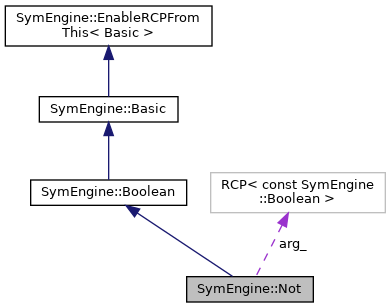 SymEngine::EnableRCPFrom
This< Basic >
SymEngine::Basic
SymEngine::Boolean
RCP< const SymEngine
::Boolean >
arg_
SymEngine::Not